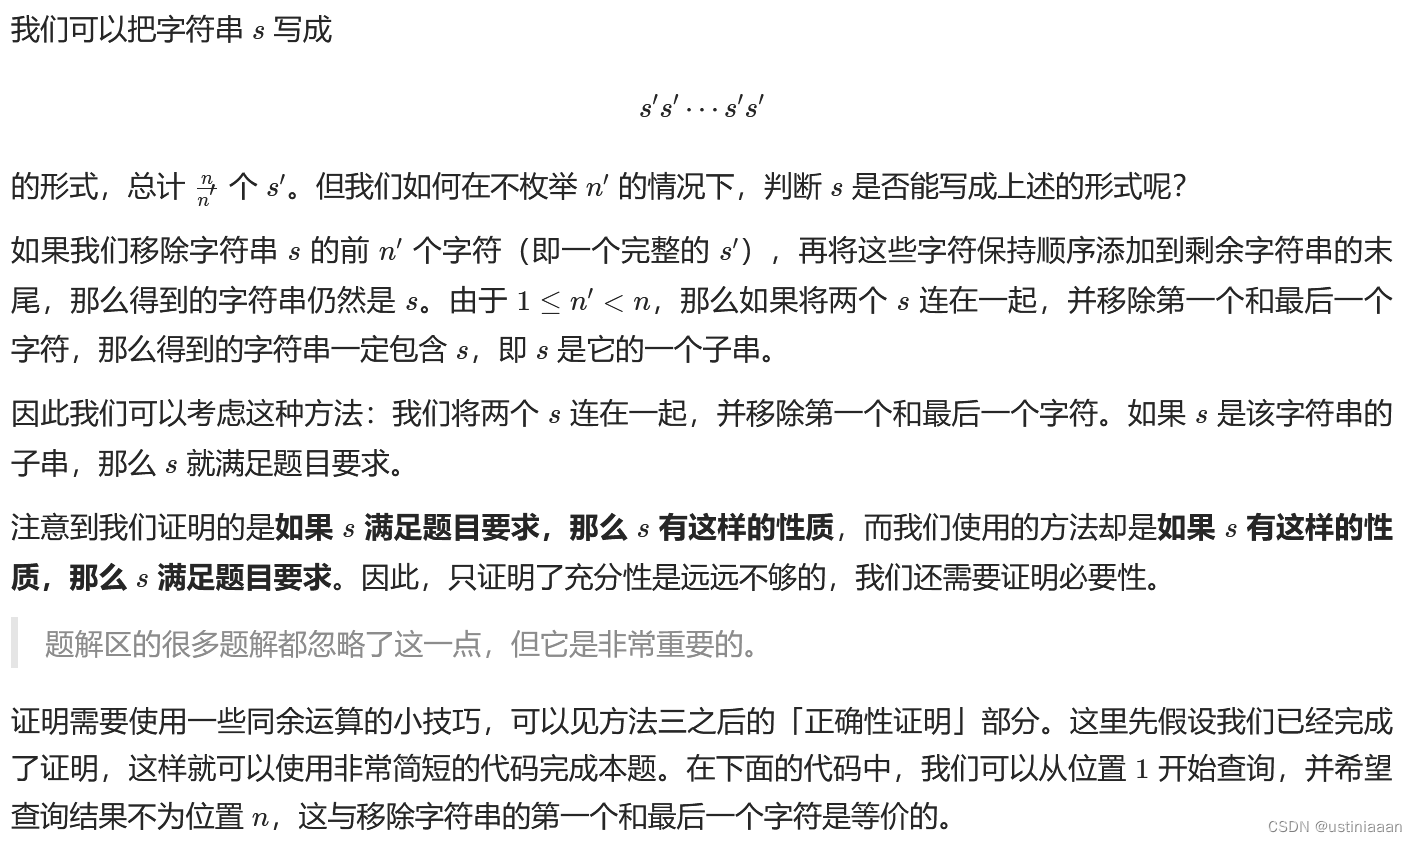 我们可以把字符串 s 写成
s′s′⋯s′s′
的形式，总计 n/n′ 个 s′。但我们如何在不枚举 n′ 的情况下，判断 s 是否能写成上述的形式呢？
如果我们移除字符串 s 的前 n′ 个字符（即一个完整的 s′），再将这些字符保持顺序添加到剩余字符串的末
尾，那么得到的字符串仍然是 s。由于 1 ≤ n′ < n，那么如果将两个 s 连在一起，并移除第一个和最后一个
字符，那么得到的字符串一定包含 s，即 s 是它的一个子串。
因此我们可以考虑这种方法：我们将两个 s 连在一起，并移除第一个和最后一个字符。如果 s 是该字符串的
子串，那么 s 就满足题目要求。
注意到我们证明的是如果 s 满足题目要求，那么 s 有这样的性质，而我们使用的方法却是如果 s 有这样的性
质，那么 s 满足题目要求。因此，只证明了充分性是远远不够的，我们还需要证明必要性。
题解区的很多题解都忽略了这一点，但它是非常重要的。
证明需要使用一些同余运算的小技巧，可以见方法三之后的「正确性证明」部分。这里先假设我们已经完成
了证明，这样就可以使用非常简短的代码完成本题。在下面的代码中，我们可以从位置 1 开始查询，并希望
查询结果不为位置 n，这与移除字符串的第一个和最后一个字符是等价的。
CSDN @ustiniaaan